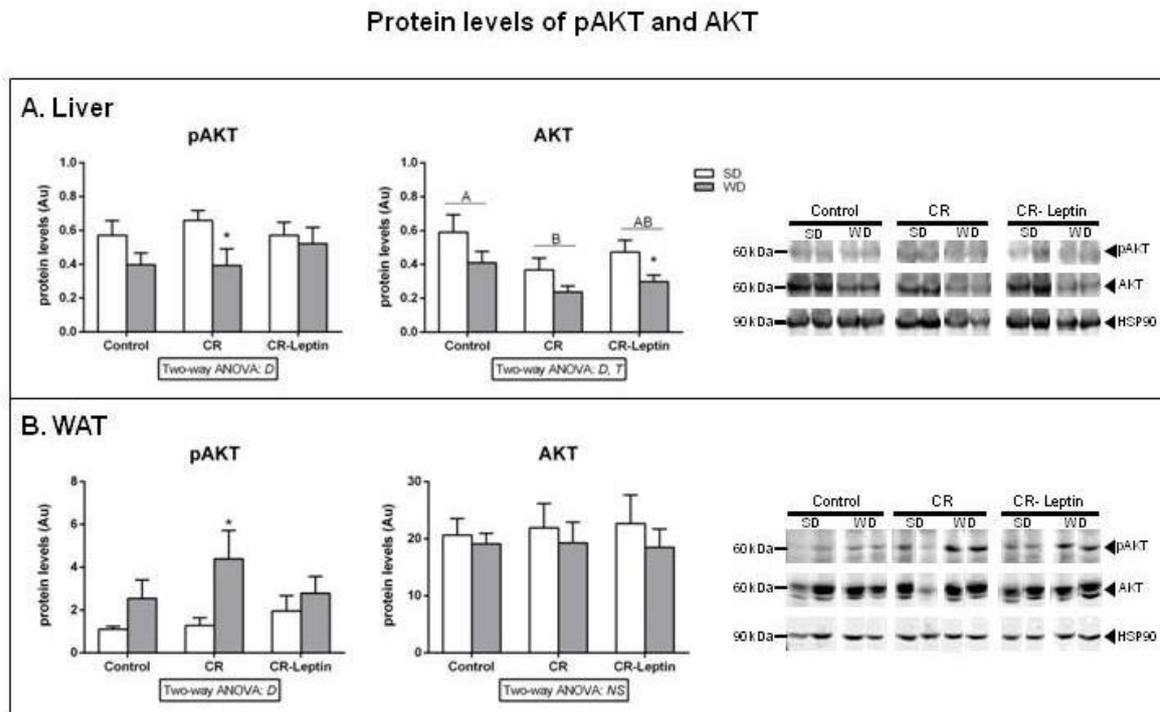 Protein levels of pAKT and AKT
A. Liver
pAKT
protein levels (Au)
1.0
0.8
0.6
0.4
0.2
0.0
*
Control CR CR-Leptin
Two-way ANOVA: D
AKT
protein levels (Au)
1.0
0.8
0.6
0.4
0.2
0.0
A
B
AB
*
Control CR CR-Leptin
Two-way ANOVA: D, T
SD
WD
Control CR CR- Leptin
SD WD SD WD SD WD
60 kDa pAKT
60 kDa AKT
90 kDa HSP90
B. WAT
pAKT
protein levels (Au)
8
6
4
2
0
*
Control CR CR-Leptin
Two-way ANOVA: D
AKT
protein levels (Au)
30
20
10
0
Control CR CR-Leptin
Two-way ANOVA: NS
Control CR CR- Leptin
SD WD SD WD SD WD
60 kDa pAKT
60 kDa AKT
90 kDa HSP90